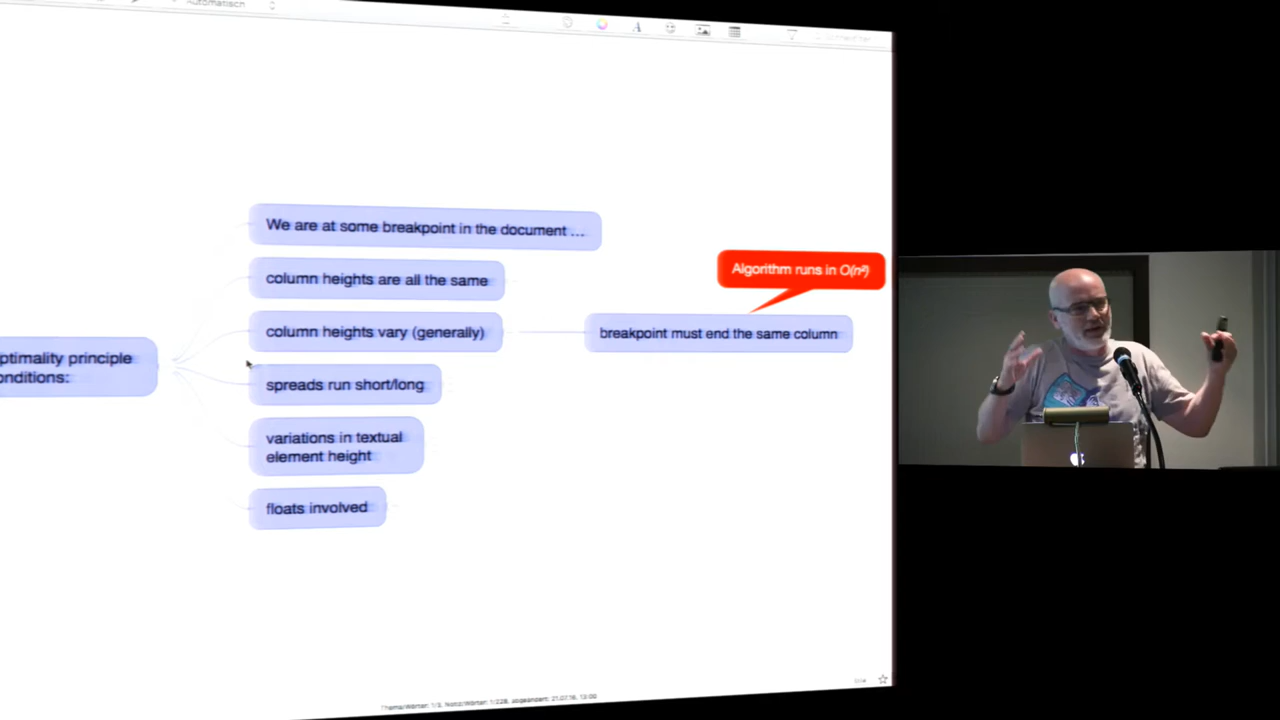 Automatisch
We are at some breakpoint in the document ...
column heights are all the same
Algorithm runs in O(n²)
column heights vary (generally)
breakpoint must end the same column
ptimality principle
onditions:
spreads run short/long
variations in textual
element height
floats involved